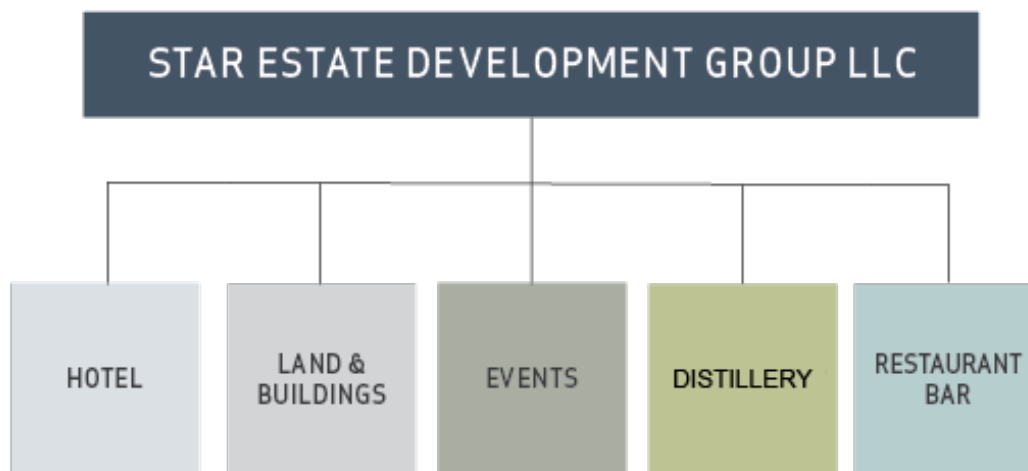 STAR ESTATE DEVELOPMENT GROUP LLC
HOTEL
LAND &
BUILDINGS
EVENTS
DISTILLERY
RESTAURANT
BAR